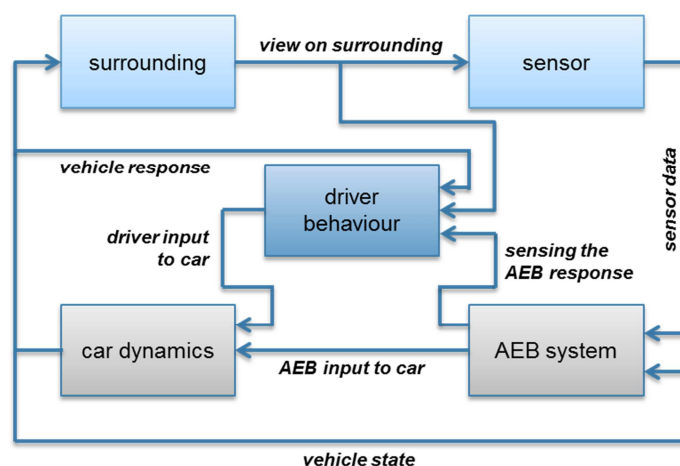 view on surrounding
surrounding
sensor
vehicle response
sensor data
driver
behaviour
driver input
to car
sensing the
AEB response
car dynamics
AEB system
AEB input to car
vehicle state